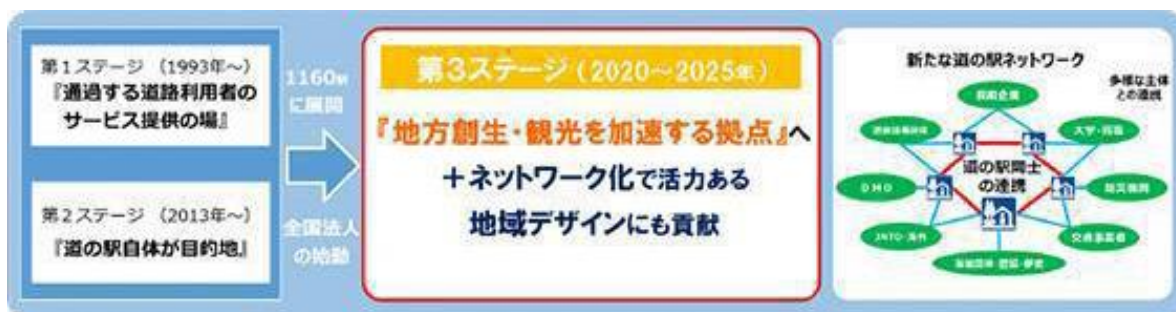 第1ステージ (1993年~)
『通過する道路利用者の
サービス提供の場』
第2ステージ (2013年~)
『道の駅自体が目的地』
1160駅
に展開
全国法人
の始動
第3ステージ(2020~2025年)
『地方創生・観光を加速する拠点』へ
+ネットワーク化で活力ある
地域デザインにも貢献
新たな道の駅ネットワーク
多様な主体
との連携
民間企業
道の駅同士
の連携
DMO
防災機関
JNTO・海外
交通事業者